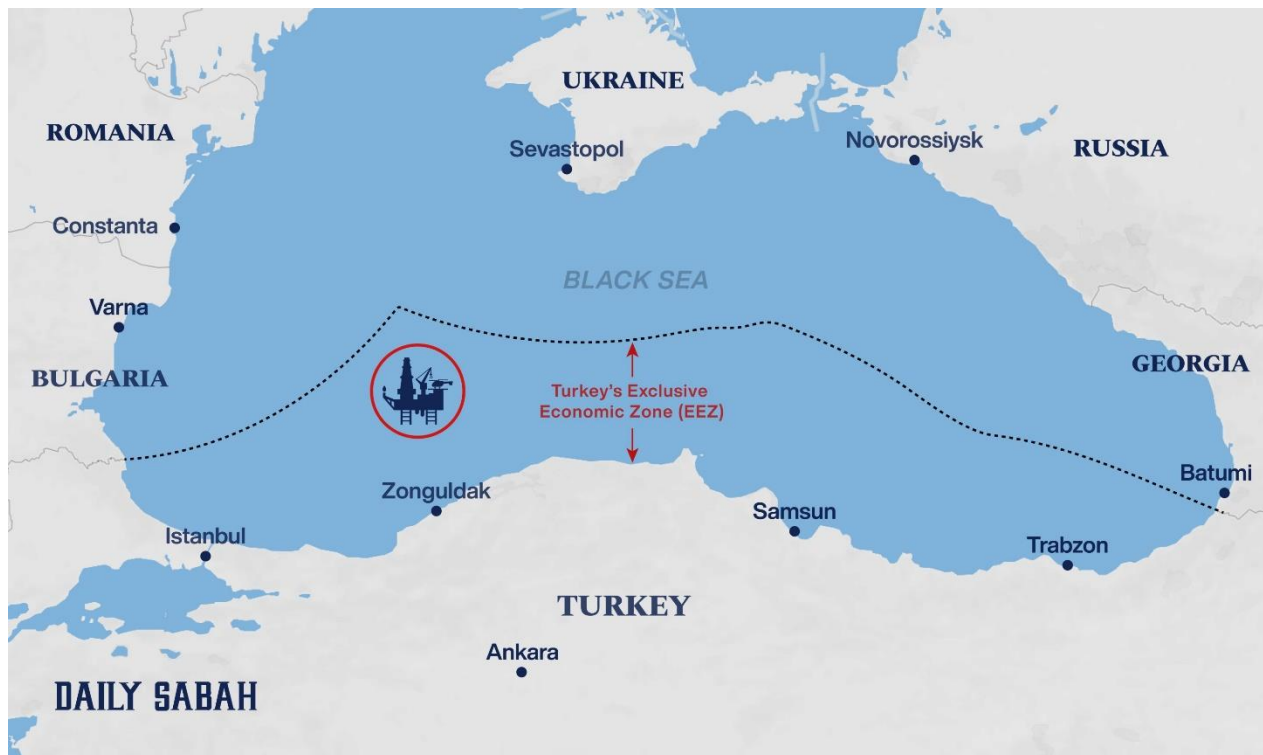 UKRAINE
ROMANIA
Sevastopol
Novorossiysk
RUSSIA
Constanta
BLACK SEA
Varna
BULGARIA
GEORGIA
Turkey's Exclusive
Economic Zone (EEZ)
Zonguldak
Batumi
Samsun
Istanbul
Trabzon
TURKEY
Ankara
DAILY SABAH